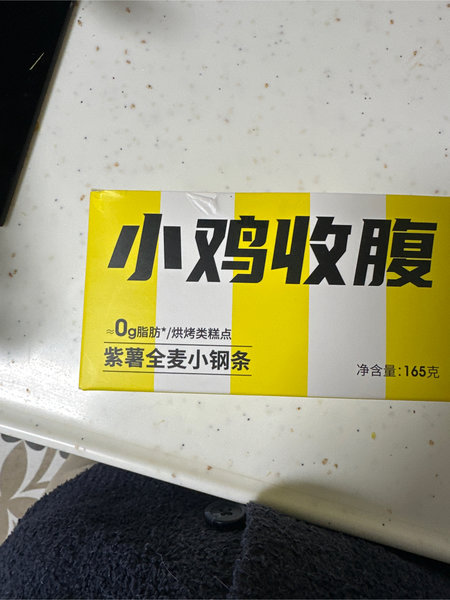 小鸡收腹
≈0g脂肪*/烘烤类糕点
紫薯全麦小钢条
净含量:165克